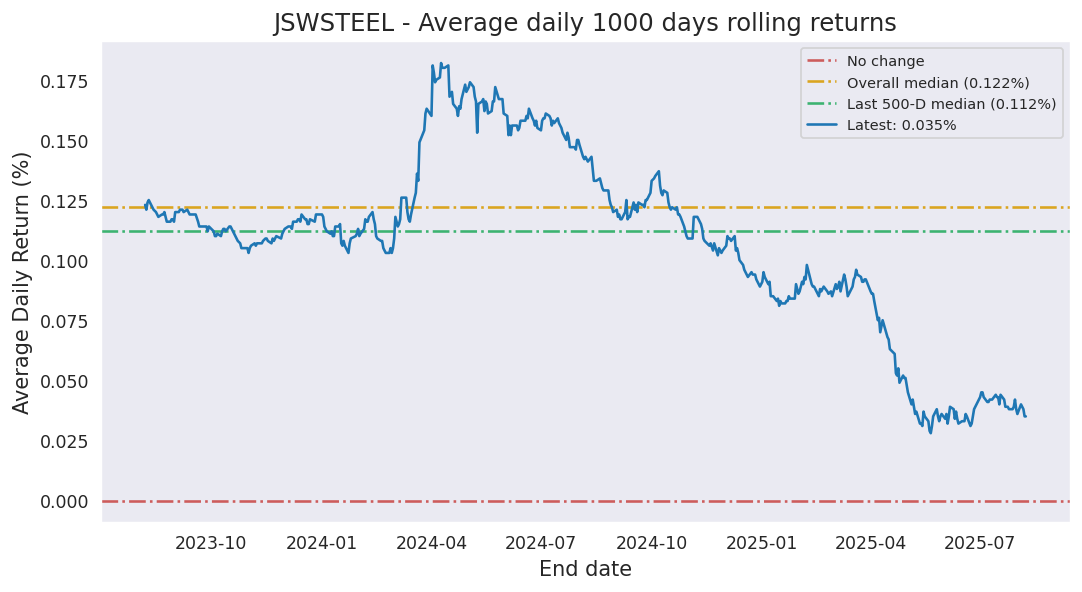 JSWSTEEL - Average daily 1000 days rolling returns
No change
Overall median (0.122%)
Last 500-D median (0.112%)
Latest: 0.035%
Average Daily Return (%)
0.175
0.150
0.125
0.100
0.075
0.050
0.025
0.000
2023-10 2024-01 2024-04 2024-07 2024-10 2025-01 2025-04 2025-07
End date